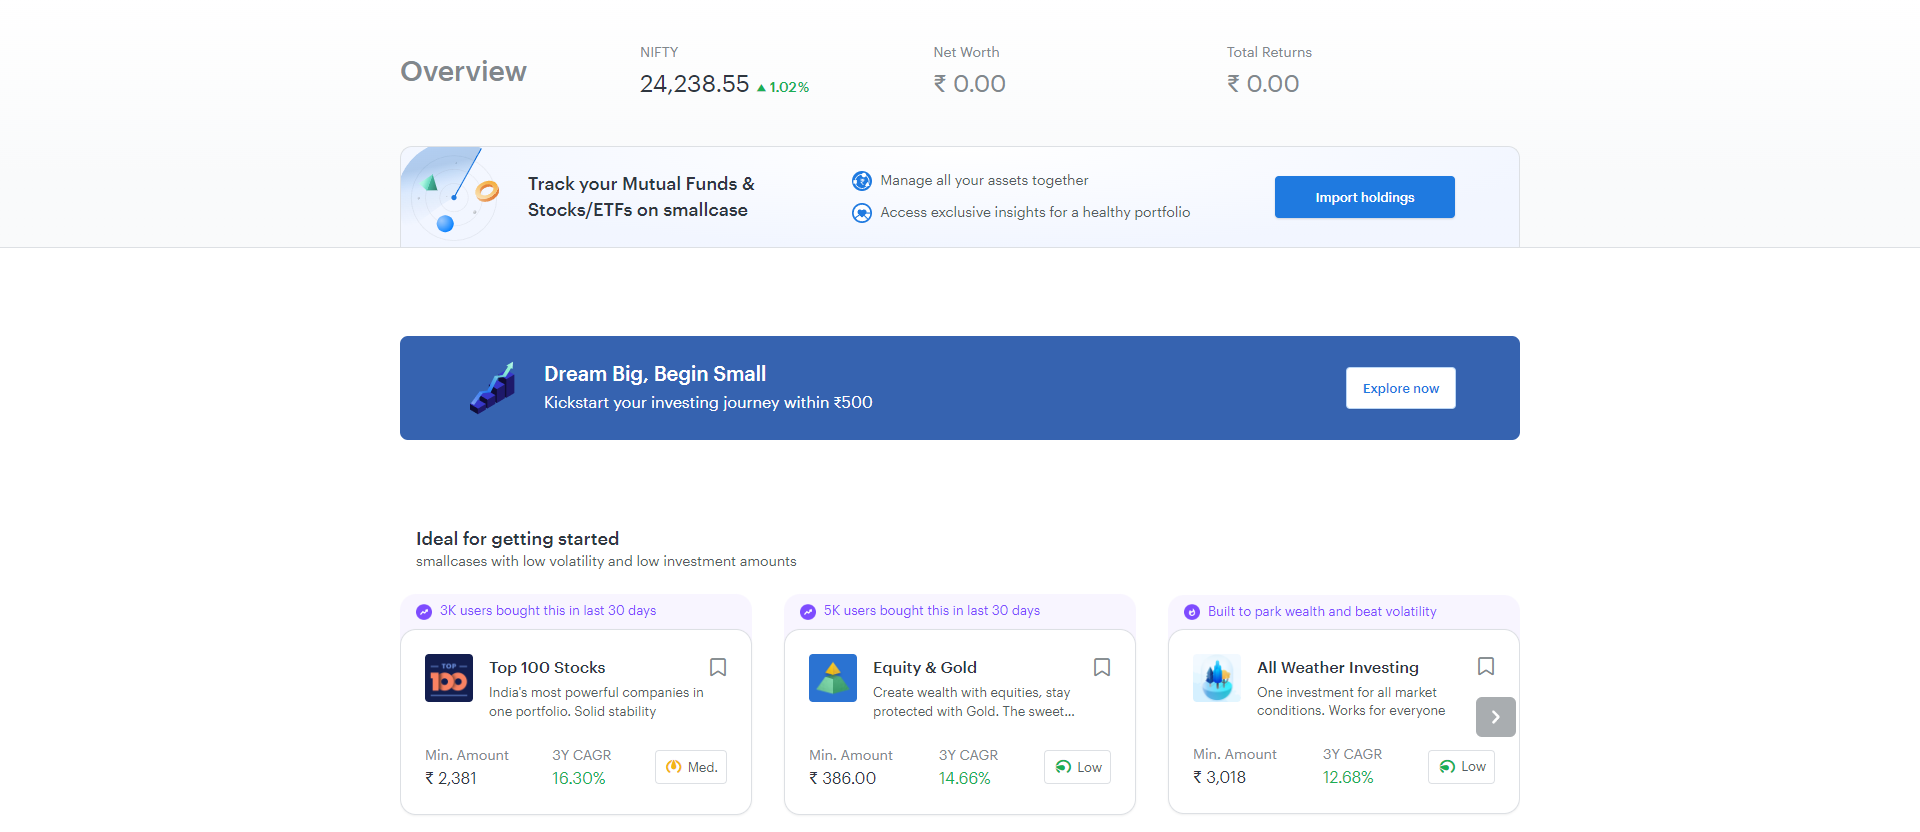 Overview
NIFTY
24,238.55 ▲ 1.02%
Net Worth
₹ 0.00
Total Returns
₹ 0.00
Track your Mutual Funds &
Stocks/ETFs on smallcase
Manage all your assets together
Access exclusive insights for a healthy portfolio
Import holdings
Dream Big, Begin Small
Kickstart your investing journey within ₹500
Explore now
Ideal for getting started
smallcases with low volatility and low investment amounts
3K users bought this in last 30 days
TOP
100
Top 100 Stocks
India's most powerful companies in
one portfolio. Solid stability
Min. Amount
₹ 2,381
3Y CAGR
16.30%
Med.
5K users bought this in last 30 days
Equity & Gold
Create wealth with equities, stay
protected with Gold. The sweet...
Min. Amount
₹ 386.00
3Y CAGR
14.66%
Low
Built to park wealth and beat volatility
All Weather Investing
One investment for all market
conditions. Works for everyone
Min. Amount
₹ 3,018
3Y CAGR
12.68%
Low